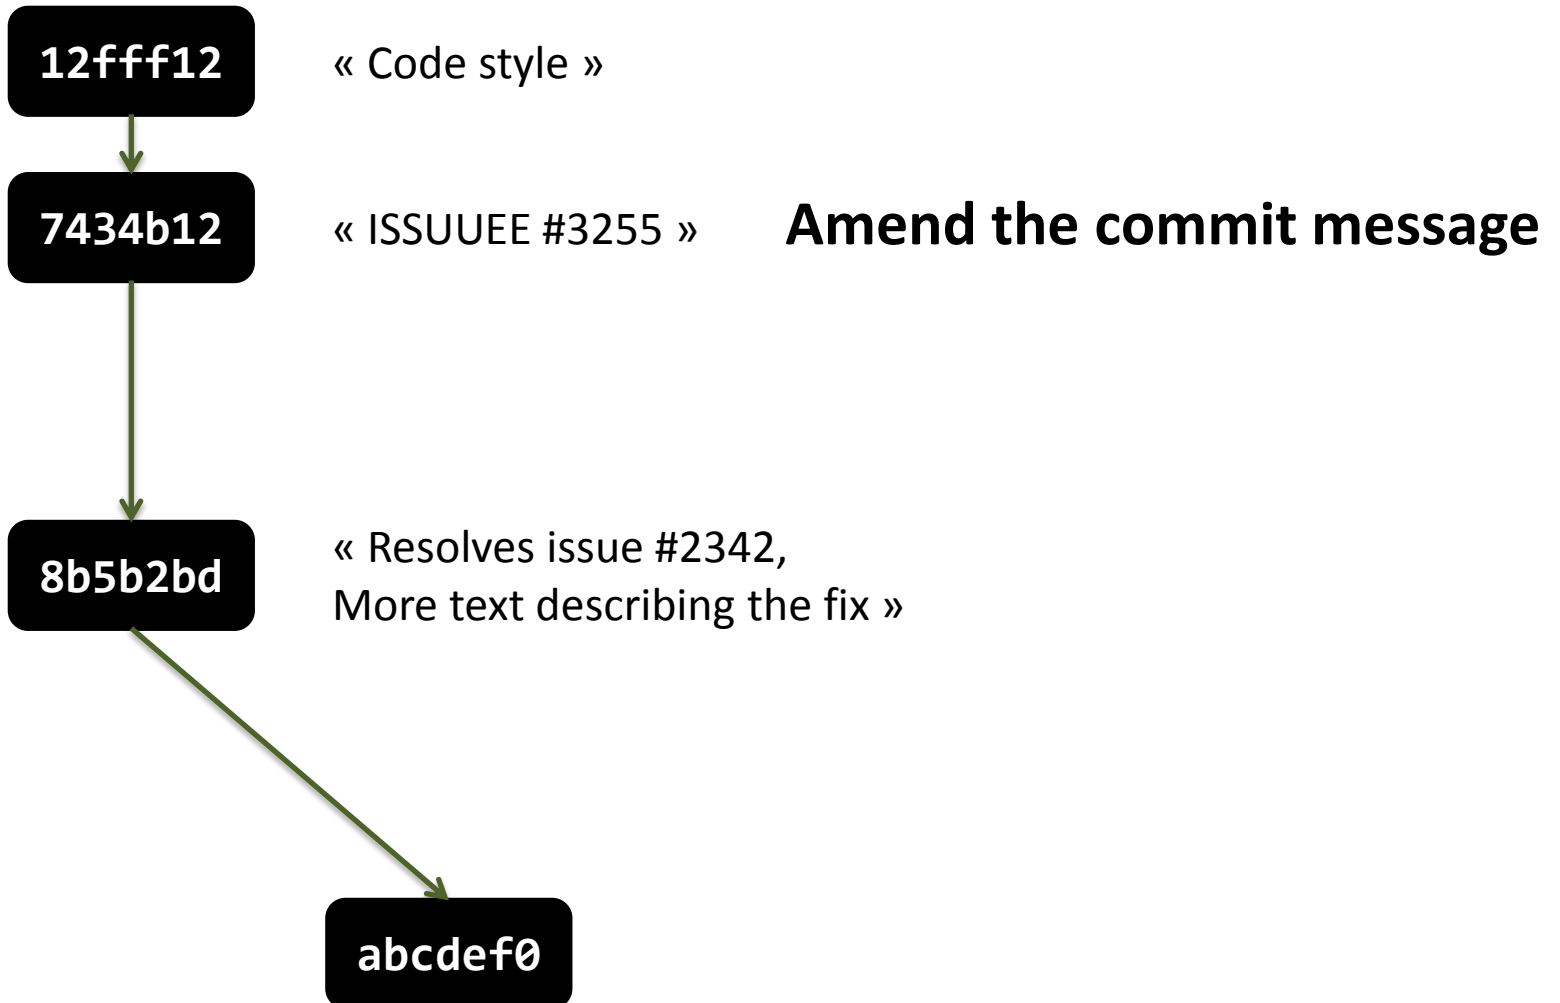 12fff12 « Code style »
7434b12 « ISSUUEE #3255 » Amend the commit message
8b5b2bd « Resolves issue #2342,
More text describing the fix »
abcdef0